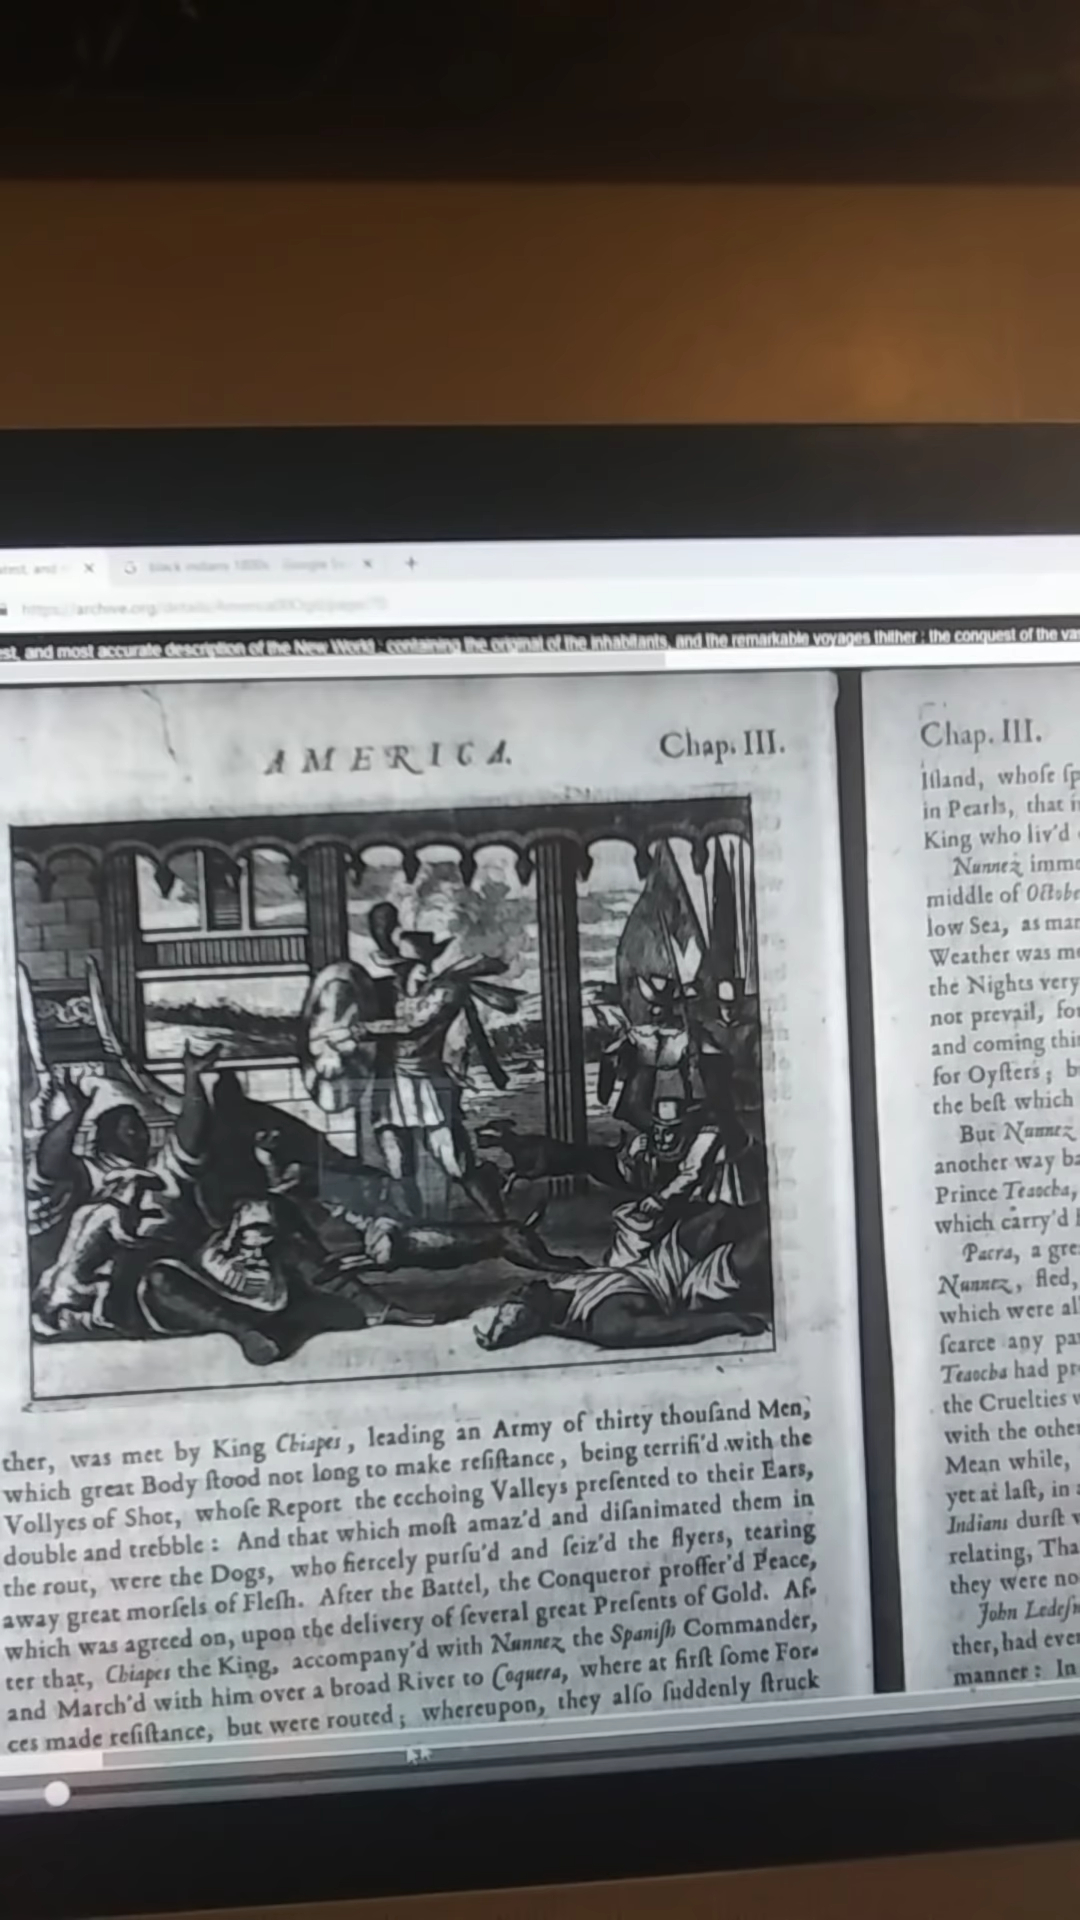 https://archive.org/details/America
est, and most accurate description of the New World : containing the original of the inhabitants, and the remarkable voyages thither ; the conquest of the va
AMERICA.
Chap. III.
ther, was met by King Chiapes, leading an Army of thirty thouſand Men,
which great Body ſtood not long to make reſiſtance, being terrifi'd with the
Vollyes of Shot, whoſe Report the ecchoing Valleys preſented to their Ears,
double and trebble: And that which moſt amaz'd and diſanimated them in
the rout, were the Dogs, who fiercely purſu'd and ſeiz'd the flyers, tearing
away great morſels of Fleſh. After the Battel, the Conqueror proffer'd Peace,
which was agreed on, upon the delivery of ſeveral great Preſents of Gold. Af-
ter that, Chiapes the King, accompany'd with Nunnez the Spaniſh Commander,
and March'd with him over a broad River to Coquera, where at firſt ſome For-
ces made reſiſtance, but were routed; whereupon, they alſo ſuddenly ſtruck
Chap. III.
Iſland, whoſe ſp
in Pearls, that i
King who liv'd
Nunnez imme
middle of Octobe
low Sea, as mar
Weather was m
the Nights very
not prevail, fo
and coming thi
for Oyſters; b
the beſt which
But Nunnez
another way ba
Prince Teaocha,
which carry'd
Pacra, a gre
Nunnez, fled,
which were al
ſcarce any pa
Teaocha had pr
the Cruelties
with the othe
Mean while,
yet at laſt, in
Indians durſt
relating, Tha
they were no
John Ledeſm
ther, had ever
manner: In